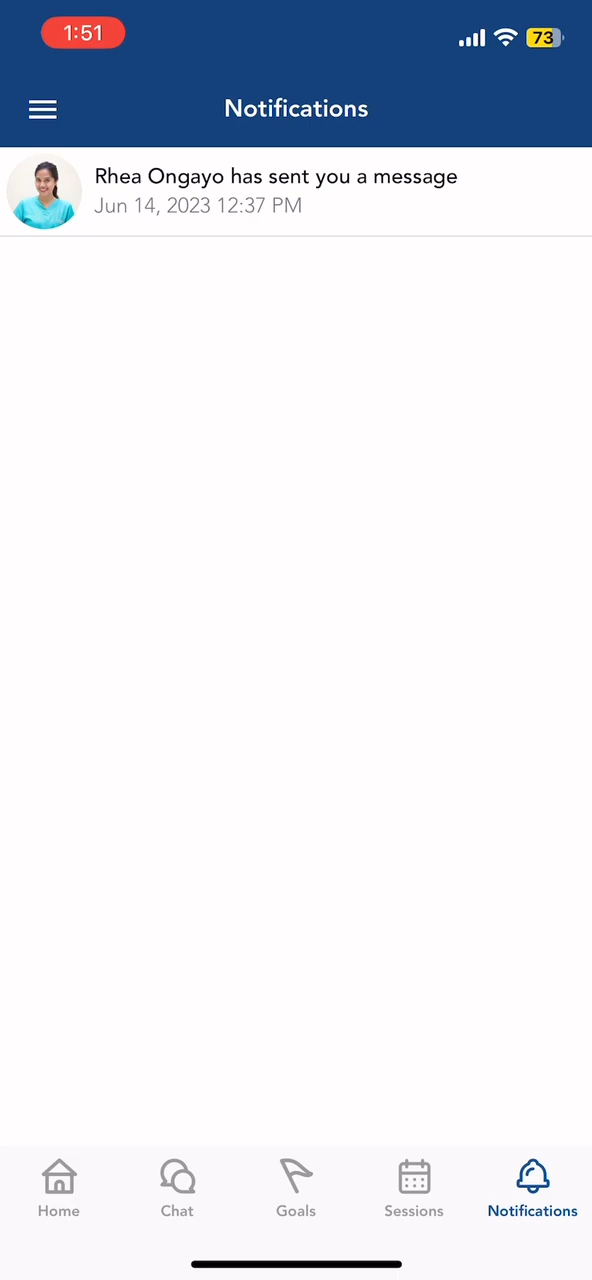 1:51
73
Notifications
Rhea Ongayo has sent you a message
Jun 14, 2023 12:37 PM
Home
Chat
Goals
Sessions
Notifications